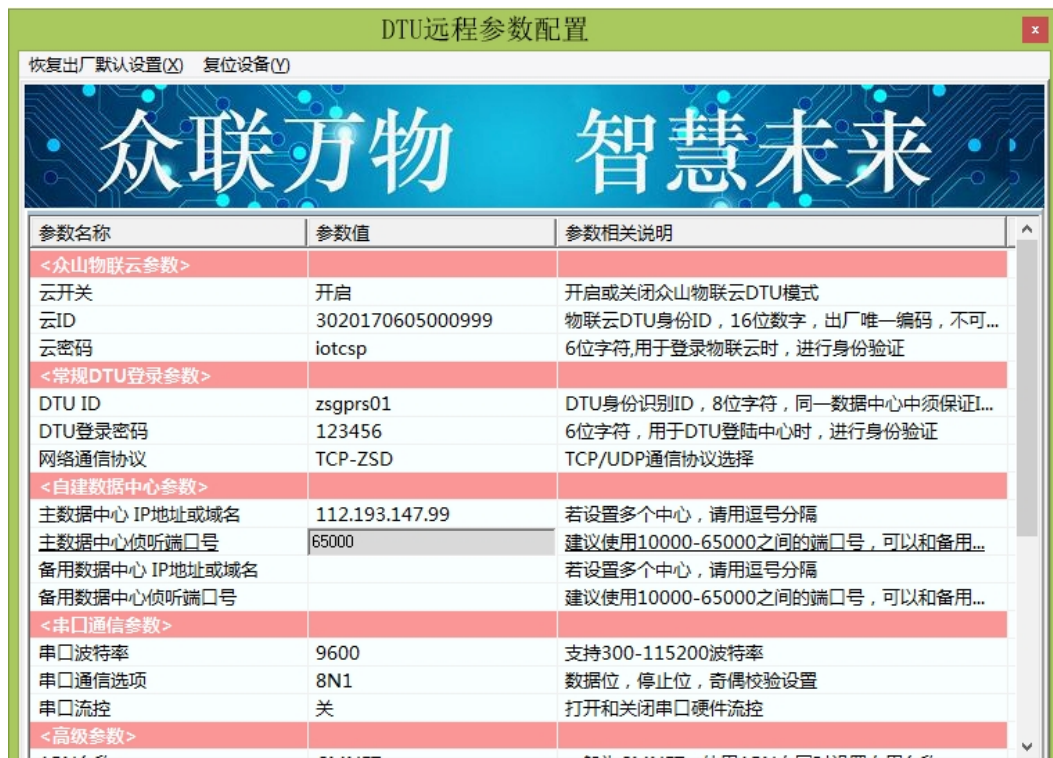 DTU远程参数配置
x
恢复出厂默认设置(X) 复位设备(Y)
众联万物 智慧未来
参数名称 参数值 参数相关说明
<众山物联云参数>
云开关 开启 开启或关闭众山物联云DTU模式
云ID 3020170605000999 物联云DTU身份ID，16位数字，出厂唯一编码，不可...
云密码 iotcsp 6位字符,用于登录物联云时，进行身份验证
<常规DTU登录参数>
DTU ID zsgprs01 DTU身份识别ID，8位字符，同一数据中心中须保证I...
DTU登录密码 123456 6位字符，用于DTU登陆中心时，进行身份验证
网络通信协议 TCP-ZSD TCP/UDP通信协议选择
<自建数据中心参数>
主数据中心 IP地址或域名 112.193.147.99 若设置多个中心，请用逗号分隔
主数据中心侦听端口号 65000 建议使用10000-65000之间的端口号，可以和备用...
备用数据中心 IP地址或域名 若设置多个中心，请用逗号分隔
备用数据中心侦听端口号 建议使用10000-65000之间的端口号，可以和备用...
<串口通信参数>
串口波特率 9600 支持300-115200波特率
串口通信选项 8N1 数据位，停止位，奇偶校验设置
串口流控 关 打开和关闭串口硬件流控
<高级参数>